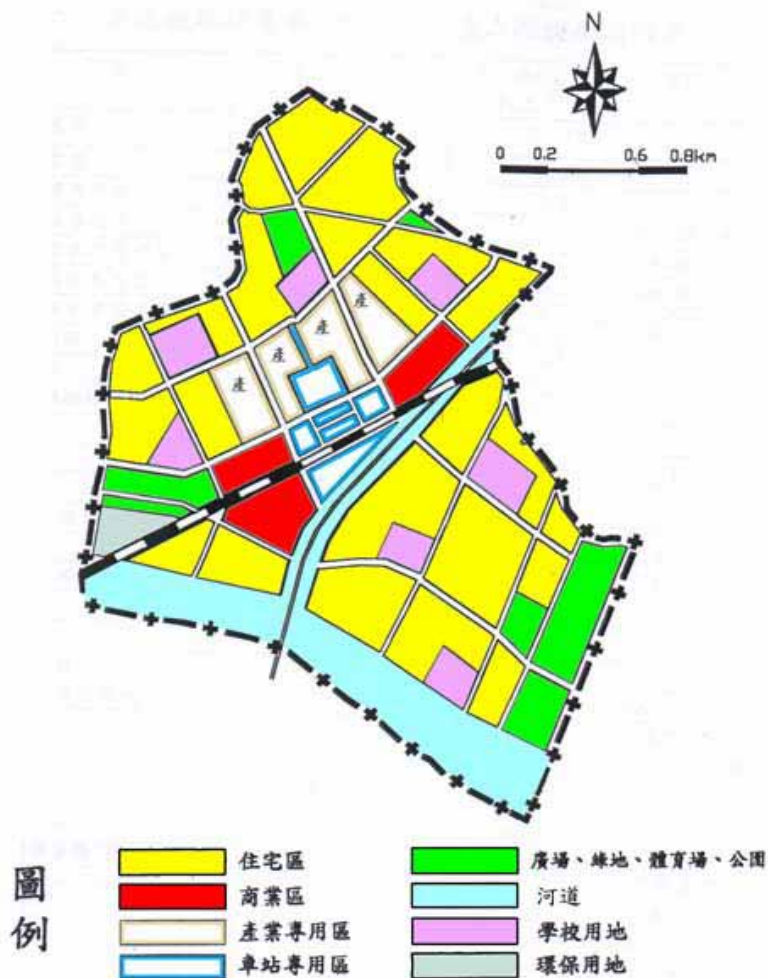 N
0 0.2 0.6 0.8km
產
產
產
產
圖例
住宅區
商業區
產業專用區
車站專用區
廣場、綠地、體育場、公園
河道
學校用地
環保用地